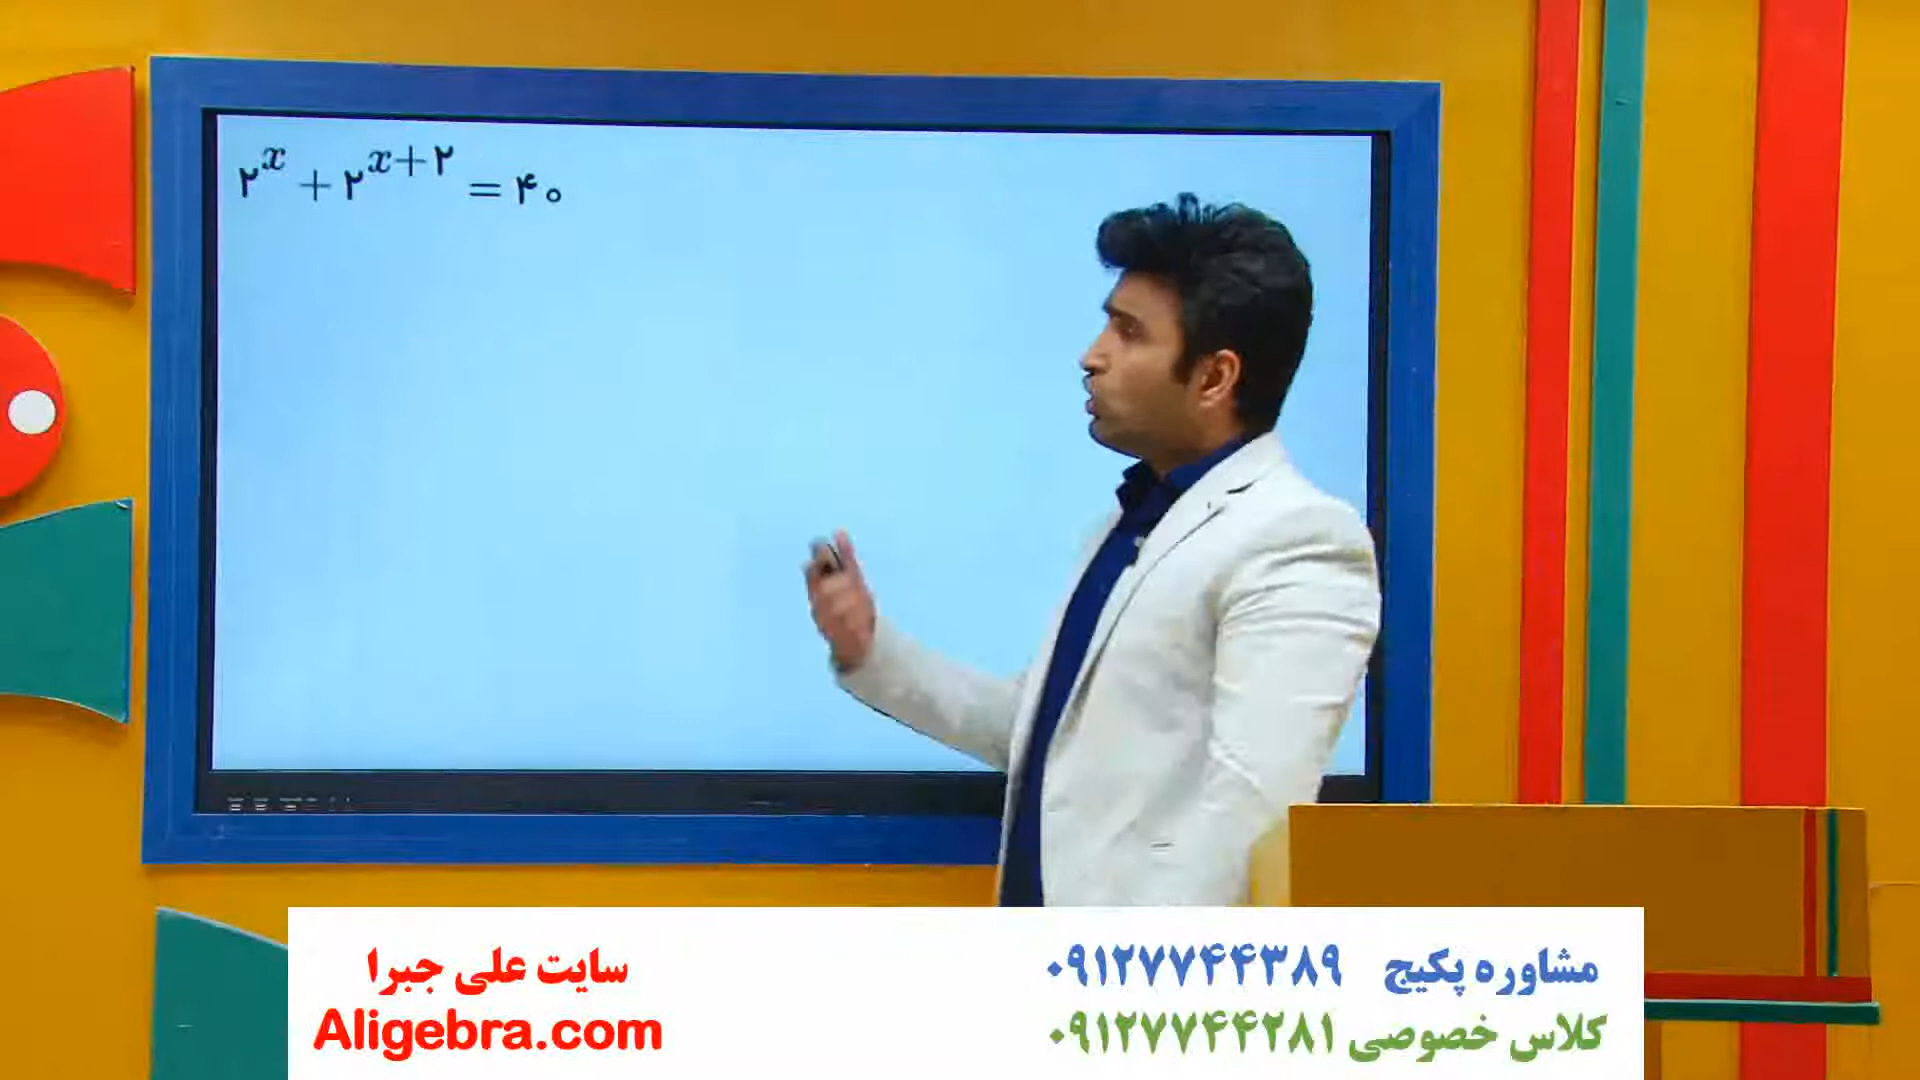 ۲^x + ۲^{x+۲} = ۴۰
سایت علی جبرا
Aligebra.com
مشاوره پکیج ۰۹۱۲۷۷۴۴۳۸۹
کلاس خصوصی ۰۹۱۲۷۷۴۴۲۸۱